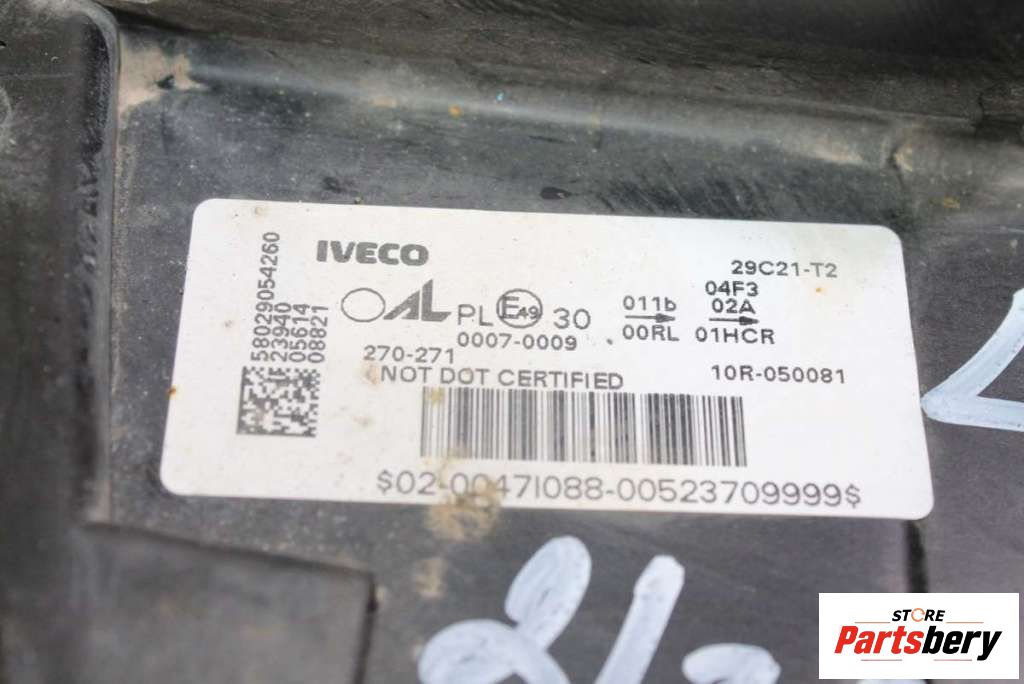 IVECO
29C21-T2
04F3
AL PL E49 30
011b 02A
00RL 01HCR
0007-0009
270-271
10R-050081
NOT DOT CERTIFIED
58029054260
23940
05614
08821
$02-0047I088-00523709999$
STORE
Partsbery